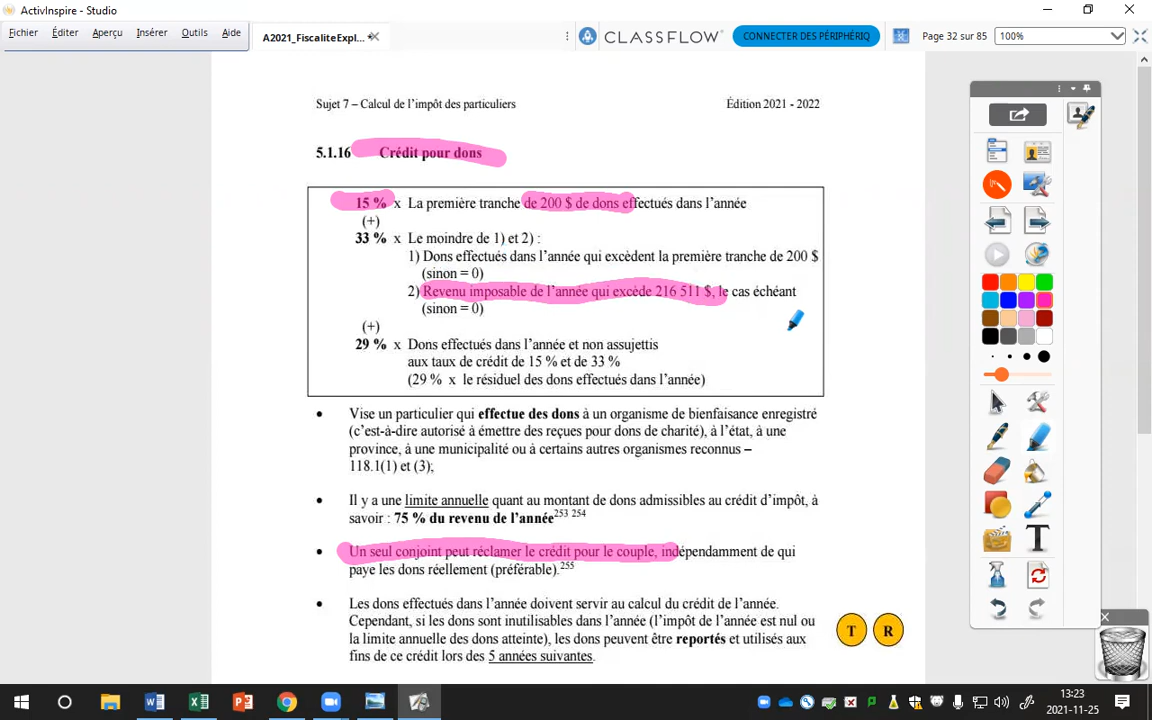 ActivInspire - Studio
Fichier Éditer Aperçu Insérer Outils Aide
A2021_FiscaliteExpl...
CLASSFLOW
CONNECTER DES PÉRIPHÉRIQ
Page 32 sur 85
100%
Sujet 7 – Calcul de l'impôt des particuliers Édition 2021 - 2022
5.1.16 Crédit pour dons
15 % x La première tranche de 200 $ de dons effectués dans l'année
(+)
33 % x Le moindre de 1) et 2) :
1) Dons effectués dans l'année qui excèdent la première tranche de 200 $
(sinon = 0)
2) Revenu imposable de l'année qui excède 216 511 $, le cas échéant
(sinon = 0)
(+)
29 % x Dons effectués dans l'année et non assujettis
aux taux de crédit de 15 % et de 33 %
(29 % x le résiduel des dons effectués dans l'année)
• Vise un particulier qui effectue des dons à un organisme de bienfaisance enregistré
(c'est-à-dire autorisé à émettre des reçues pour dons de charité), à l'état, à une
province, à une municipalité ou à certains autres organismes reconnus –
118.1(1) et (3);
• Il y a une limite annuelle quant au montant de dons admissibles au crédit d'impôt, à
savoir : 75 % du revenu de l'année253 254
• Un seul conjoint peut réclamer le crédit pour le couple, indépendamment de qui
paye les dons réellement (préférable).255
• Les dons effectués dans l'année doivent servir au calcul du crédit de l'année.
Cependant, si les dons sont inutilisables dans l'année (l'impôt de l'année est nul ou
la limite annuelle des dons atteinte), les dons peuvent être reportés et utilisés aux
fins de ce crédit lors des 5 années suivantes.
T R
13:23
2021-11-25